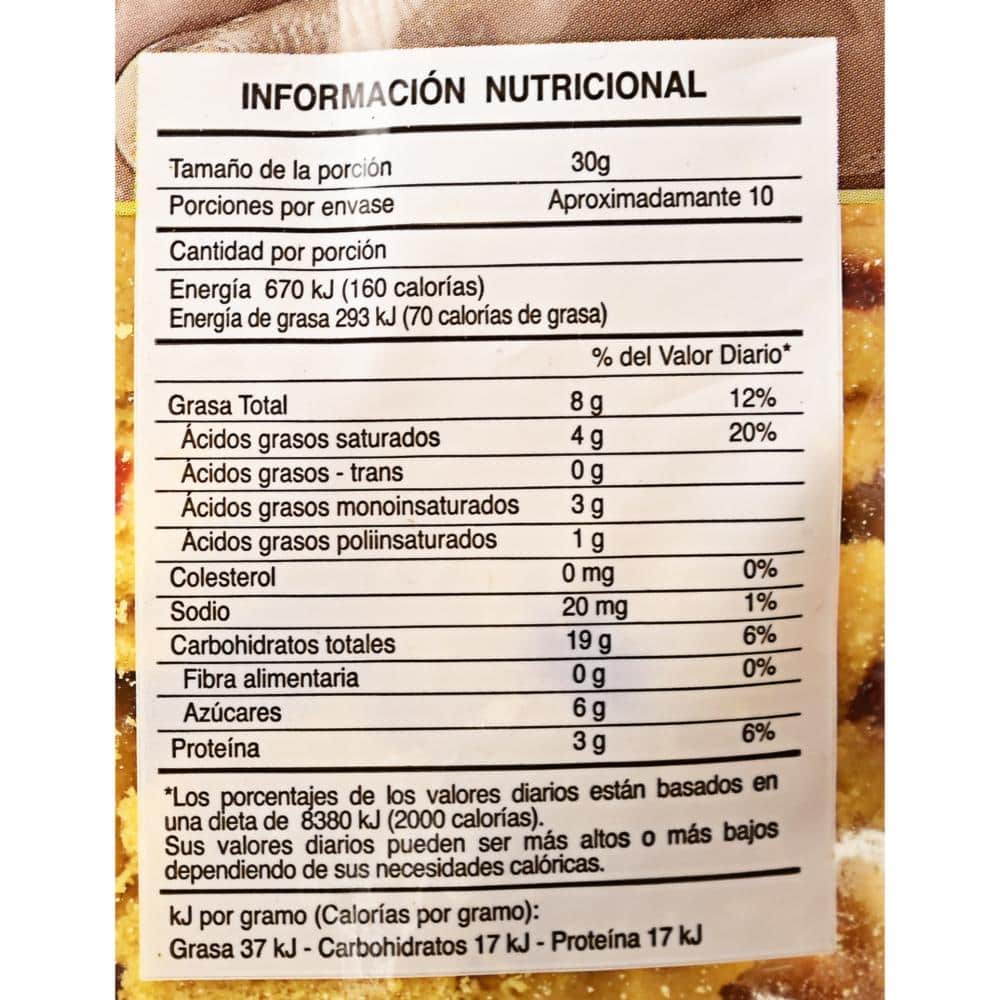 INFORMACIÓN NUTRICIONAL
Tamaño de la porción 30g
Porciones por envase Aproximadamante 10
Cantidad por porción
Energía 670 kJ (160 calorías)
Energía de grasa 293 kJ (70 calorías de grasa)
% del Valor Diario*
Grasa Total 8 g 12%
Ácidos grasos saturados 4 g 20%
Ácidos grasos - trans 0 g
Ácidos grasos monoinsaturados 3 g
Ácidos grasos poliinsaturados 1 g
Colesterol 0 mg 0%
Sodio 20 mg 1%
Carbohidratos totales 19 g 6%
Fibra alimentaria 0 g 0%
Azúcares 6 g
Proteína 3 g 6%
*Los porcentajes de los valores diarios están basados en
una dieta de 8380 kJ (2000 calorías).
Sus valores diarios pueden ser más altos o más bajos
dependiendo de sus necesidades calóricas.
kJ por gramo (Calorías por gramo):
Grasa 37 kJ - Carbohidratos 17 kJ - Proteína 17 kJ